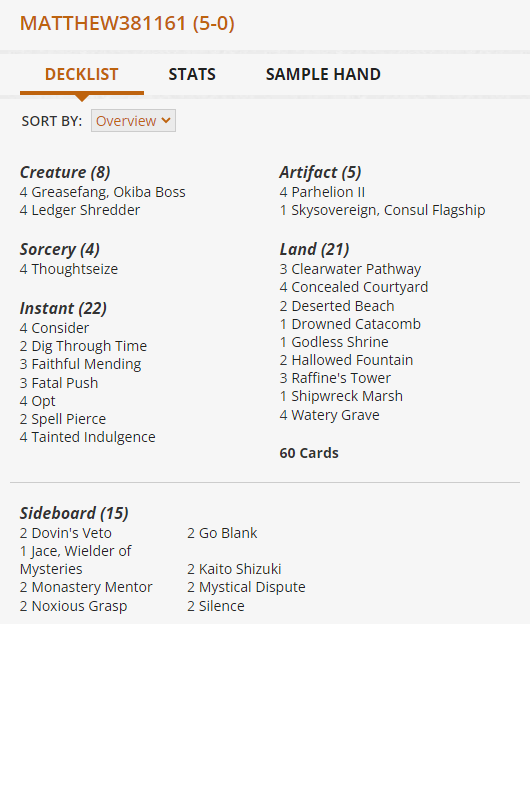 MATTHEW381161 (5-0)
DECKLIST
STATS
SAMPLE HAND
SORT BY:
Overview
Creature (8)
4 Greasefang, Okiba Boss
4 Ledger Shredder
Sorcery (4)
4 Thoughtseize
Instant (22)
4 Consider
2 Dig Through Time
3 Faithful Mending
3 Fatal Push
4 Opt
2 Spell Pierce
4 Tainted Indulgence
Artifact (5)
4 Parhelion II
1 Skysovereign, Consul Flagship
Land (21)
3 Clearwater Pathway
4 Concealed Courtyard
2 Deserted Beach
1 Drowned Catacomb
1 Godless Shrine
2 Hallowed Fountain
3 Raffine's Tower
1 Shipwreck Marsh
4 Watery Grave
60 Cards
Sideboard (15)
2 Dovin's Veto
1 Jace, Wielder of
Mysteries
2 Monastery Mentor
2 Noxious Grasp
2 Go Blank
2 Kaito Shizuki
2 Mystical Dispute
2 Silence